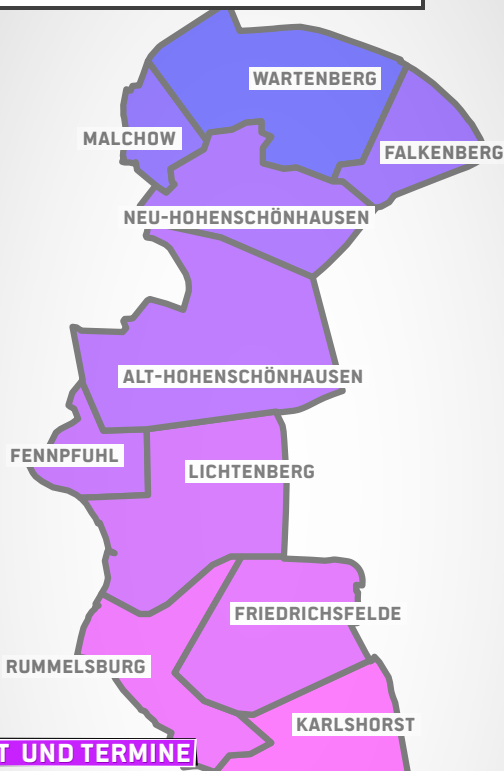 WARTENBERG
MALCHOW
FALKENBERG
NEU-HOHENSCHÖNHAUSEN
ALT-HOHENSCHÖNHAUSEN
FENNPFUHL
LICHTENBERG
FRIEDRICHSFELDE
RUMMELSBURG
KARLSHORST
T UND TERMINE